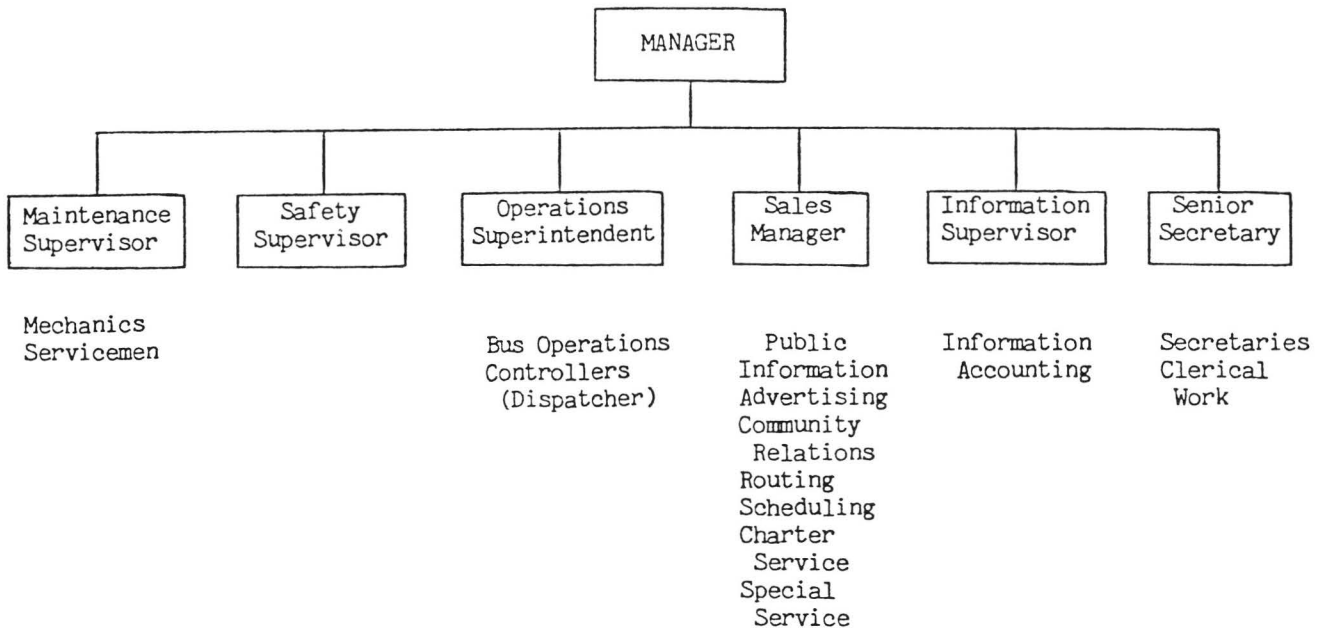 MANAGER
Maintenance
Supervisor
Safety
Supervisor
Operations
Superintendent
Sales
Manager
Information
Supervisor
Senior
Secretary
Mechanics
Servicemen
Bus Operations
Controllers
(Dispatcher)
Public
Information
Advertising
Community
Relations
Routing
Scheduling
Charter
Service
Special
Service
Information
Accounting
Secretaries
Clerical
Work